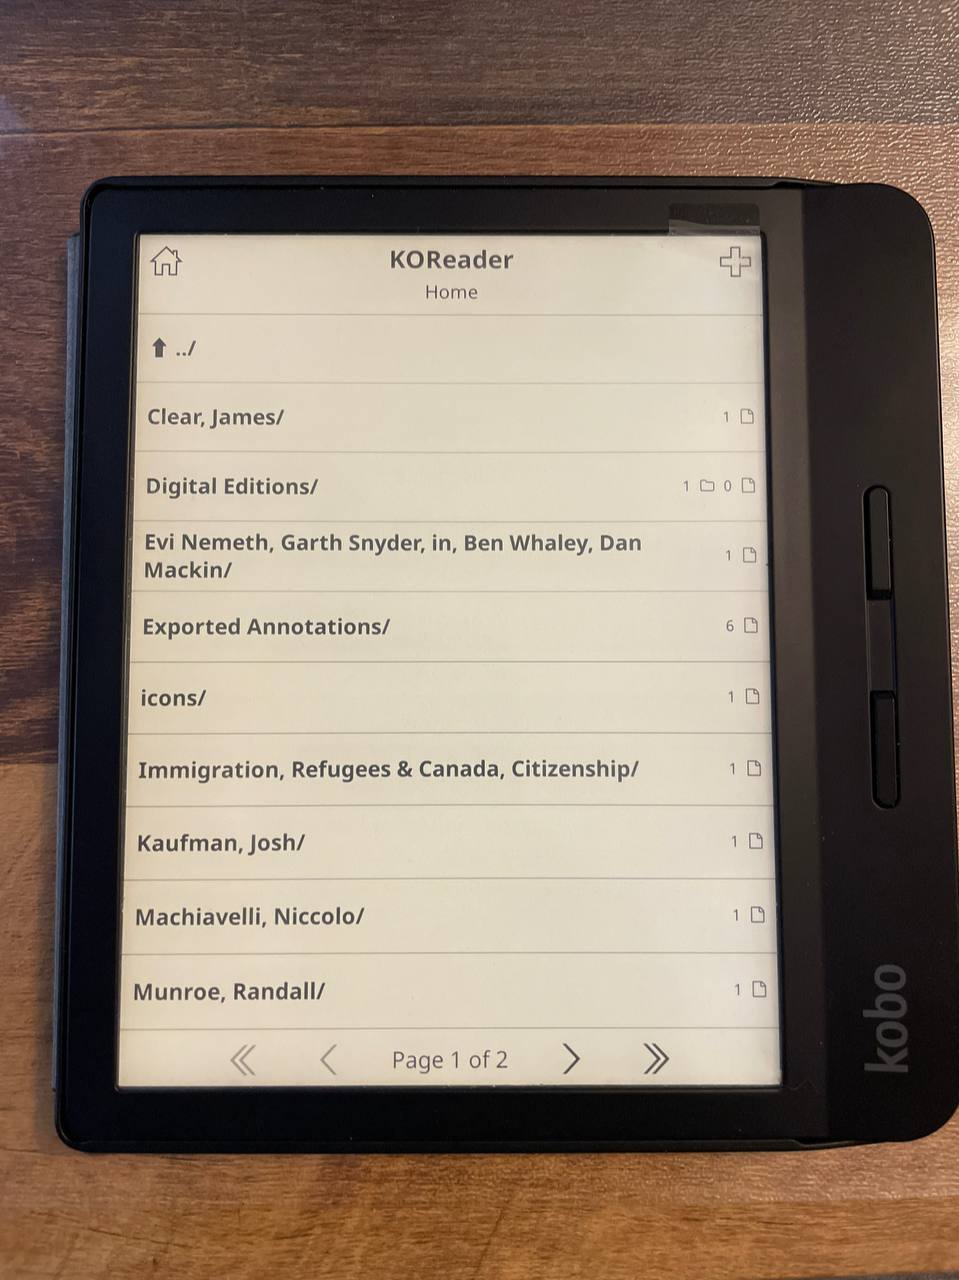 KOReader
Home
../
Clear, James/
1
Digital Editions/
1 0
Evi Nemeth, Garth Snyder, in, Ben Whaley, Dan
Mackin/
1
Exported Annotations/
6
icons/
1
Immigration, Refugees & Canada, Citizenship/
1
Kaufman, Josh/
1
Machiavelli, Niccolo/
1
Munroe, Randall/
1
Page 1 of 2
kobo